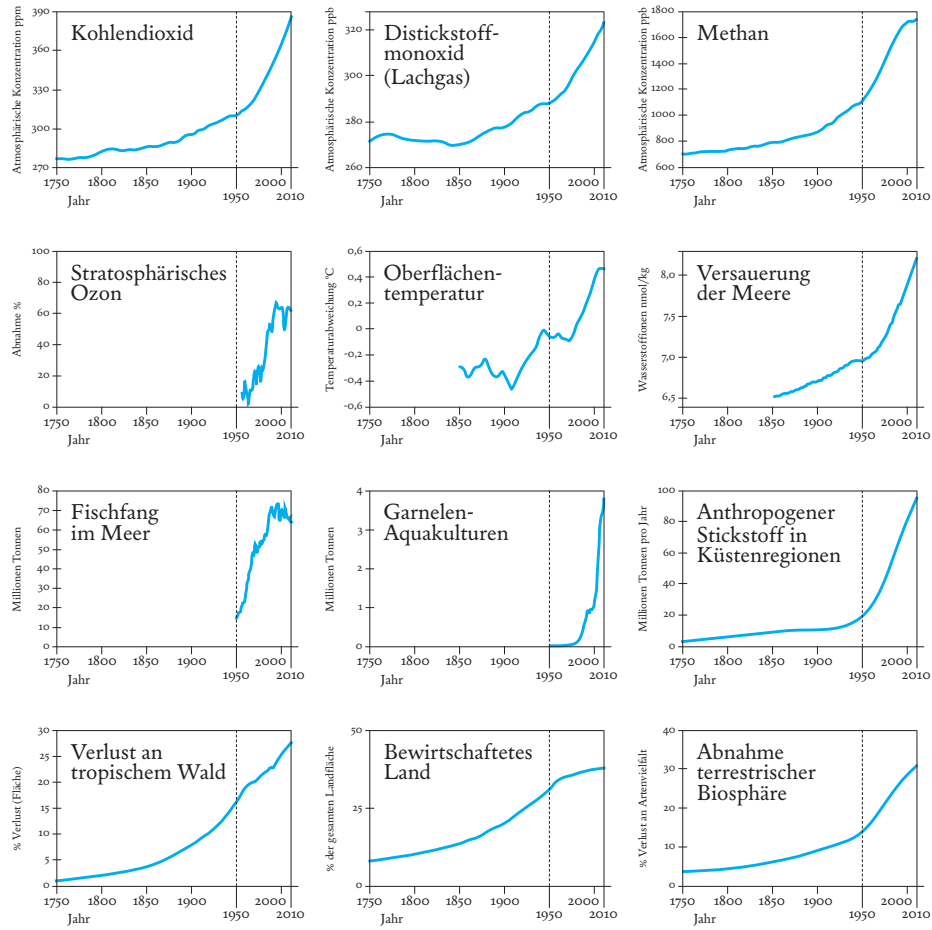 Kohlendioxid
Atmosphärische Konzentration ppm
390
360
330
300
270
1750 1800 1850 1900 1950 2000 2010
Jahr
Distickstoff-
monoxid
(Lachgas)
Atmosphärische Konzentration ppb
320
300
280
260
1750 1800 1850 1900 1950 2000 2010
Jahr
Methan
Atmosphärische Konzentration ppb
1800
1600
1400
1200
1000
800
600
1750 1800 1850 1900 1950 2000 2010
Jahr
Stratosphärisches
Ozon
Abnahme %
100
80
60
40
20
0
1750 1800 1850 1900 1950 2000 2010
Jahr
Oberflächen-
temperatur
Temperaturabweichung °C
0,6
0,4
0,2
0
-0,2
-0,4
-0,6
1750 1800 1850 1900 1950 2000 2010
Jahr
Versauerung
der Meere
Wasserstoffionen nmol/kg
8,0
7,5
7,0
6,5
1750 1800 1850 1900 1950 2000 2010
Jahr
Fischfang
im Meer
Millionen Tonnen
80
70
60
50
40
30
20
10
0
1750 1800 1850 1900 1950 2000 2010
Jahr
Garnelen-
Aquakulturen
Millionen Tonnen
4
3
2
1
0
1750 1800 1850 1900 1950 2000 2010
Jahr
Anthropogener
Stickstoff in
Küstenregionen
Millionen Tonnen pro Jahr
100
80
60
40
20
0
1750 1800 1850 1900 1950 2000 2010
Jahr
Verlust an
tropischem Wald
% Verlust (Fläche)
30
25
20
15
10
5
0
1750 1800 1850 1900 1950 2000 2010
Jahr
Bewirtschaftetes
Land
% der gesamten Landfläche
50
25
0
1750 1800 1850 1900 1950 2000 2010
Jahr
Abnahme
terrestrischer
Biosphäre
% Verlust an Artenvielfalt
40
30
20
10
0
1750 1800 1850 1900 1950 2000 2010
Jahr